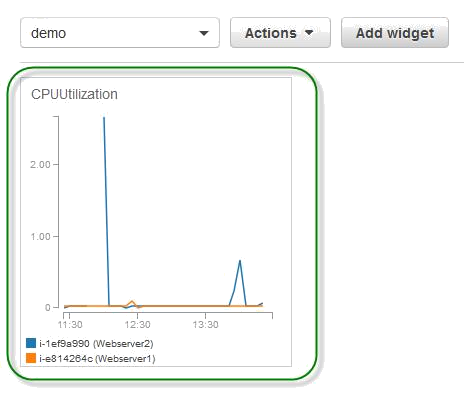 demo Actions Add widget
CPUUtilization
2.00
1.00
0
11:30 12:30 13:30
i-1ef9a990 (Webserver2)
i-e814264c (Webserver1)